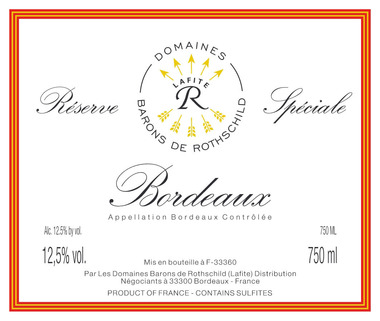 DOMAINES
LAFITE
R
BARONS DE ROTHSCHILD
Réserve Spéciale
Bordeaux
Appellation Bordeaux Contrôlée
Alc. 12.5% by vol. 750 ML
12,5% vol. 750 ml
Mis en bouteille à F-33360
Par Les Domaines Barons de Rothschild (Lafite) Distribution
Négociants à 33300 Bordeaux - France
PRODUCT OF FRANCE - CONTAINS SULFITES